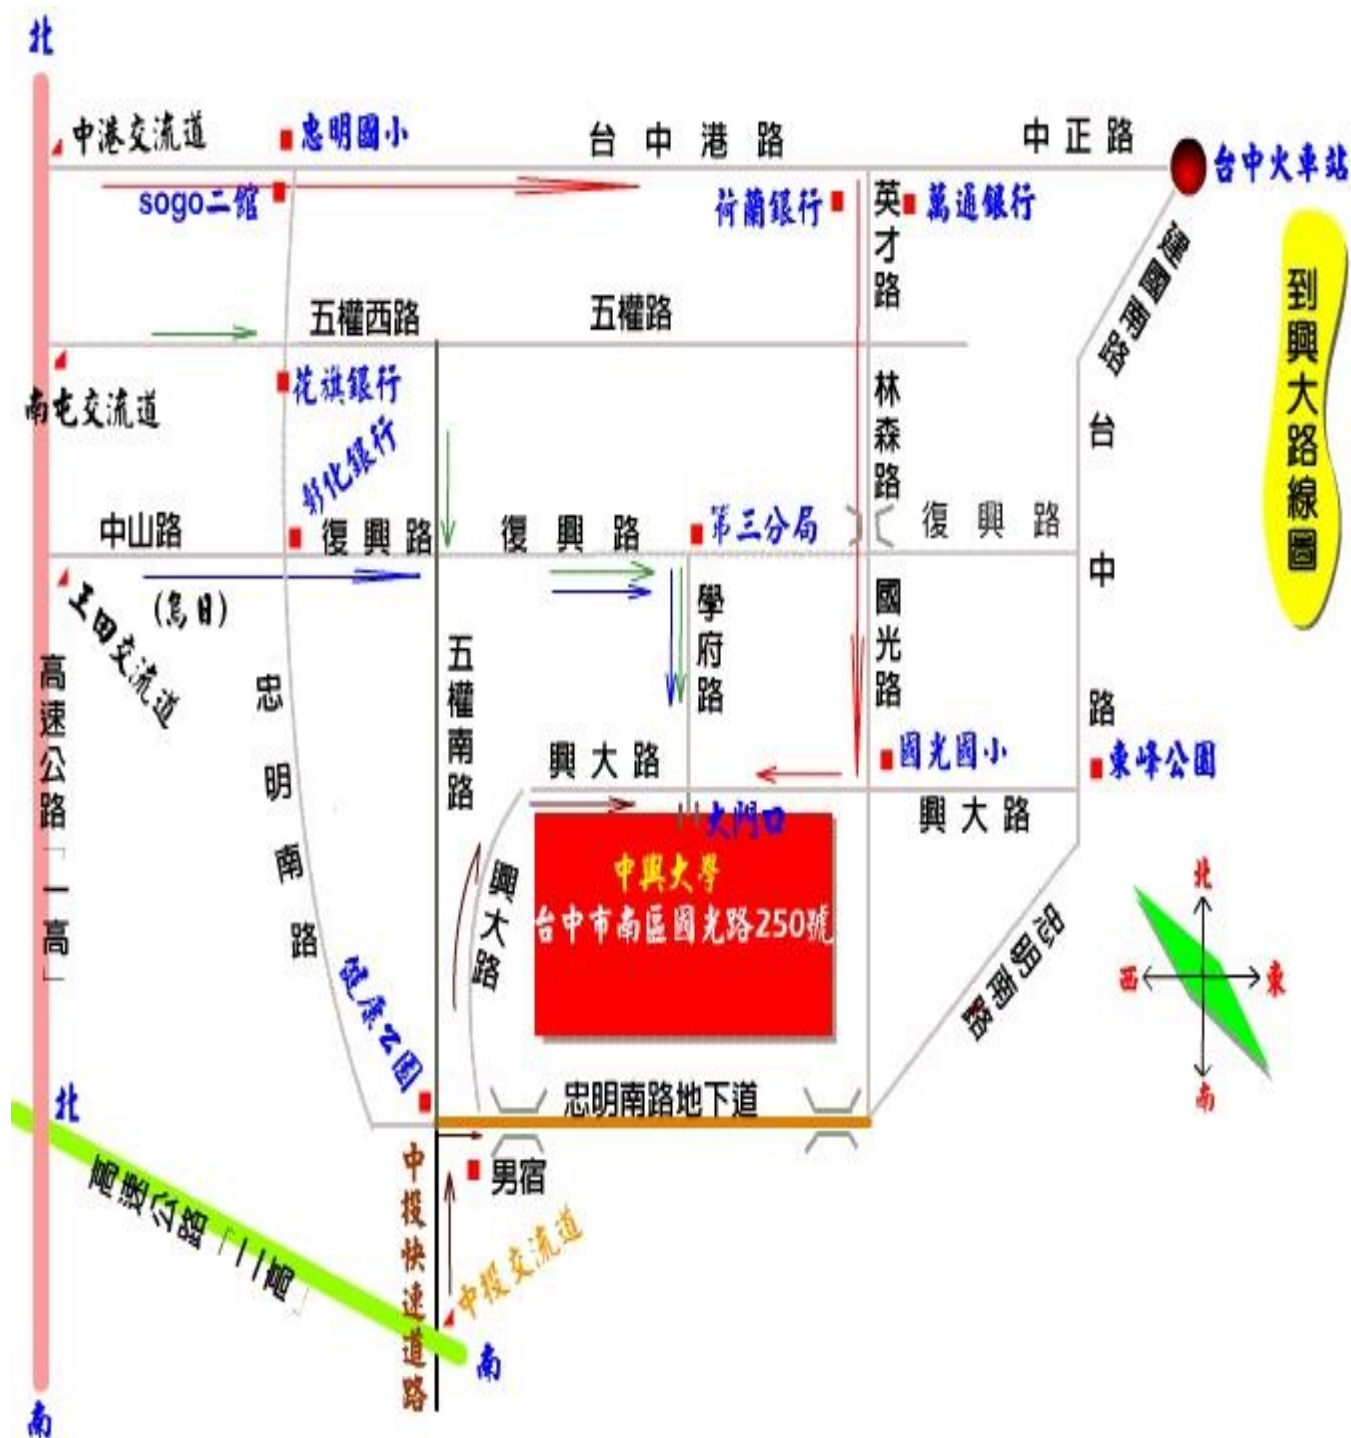 北
中港交流道
忠明國小
台中港路
中正路
台中火車站
sogo二館
荷蘭銀行
英才路
萬通銀行
建國南路
到興大路線圖
五權西路
五權路
南屯交流道
花旗銀行
彰化銀行
林森路
台中路
中山路
復興路
復興路
第三分局
復興路
王田交流道
(烏日)
學府路
國光路
高速公路「一高」
忠明南路
五權南路
興大路
國光國小
東峰公園
大門口
興大路
中興大學
台中市南區國光路250號
興大路
忠明南路
北
西
東
南
健康公園
忠明南路地下道
北
高速公路「二高」
中投快速道路
男宿
中投交流道
南
南